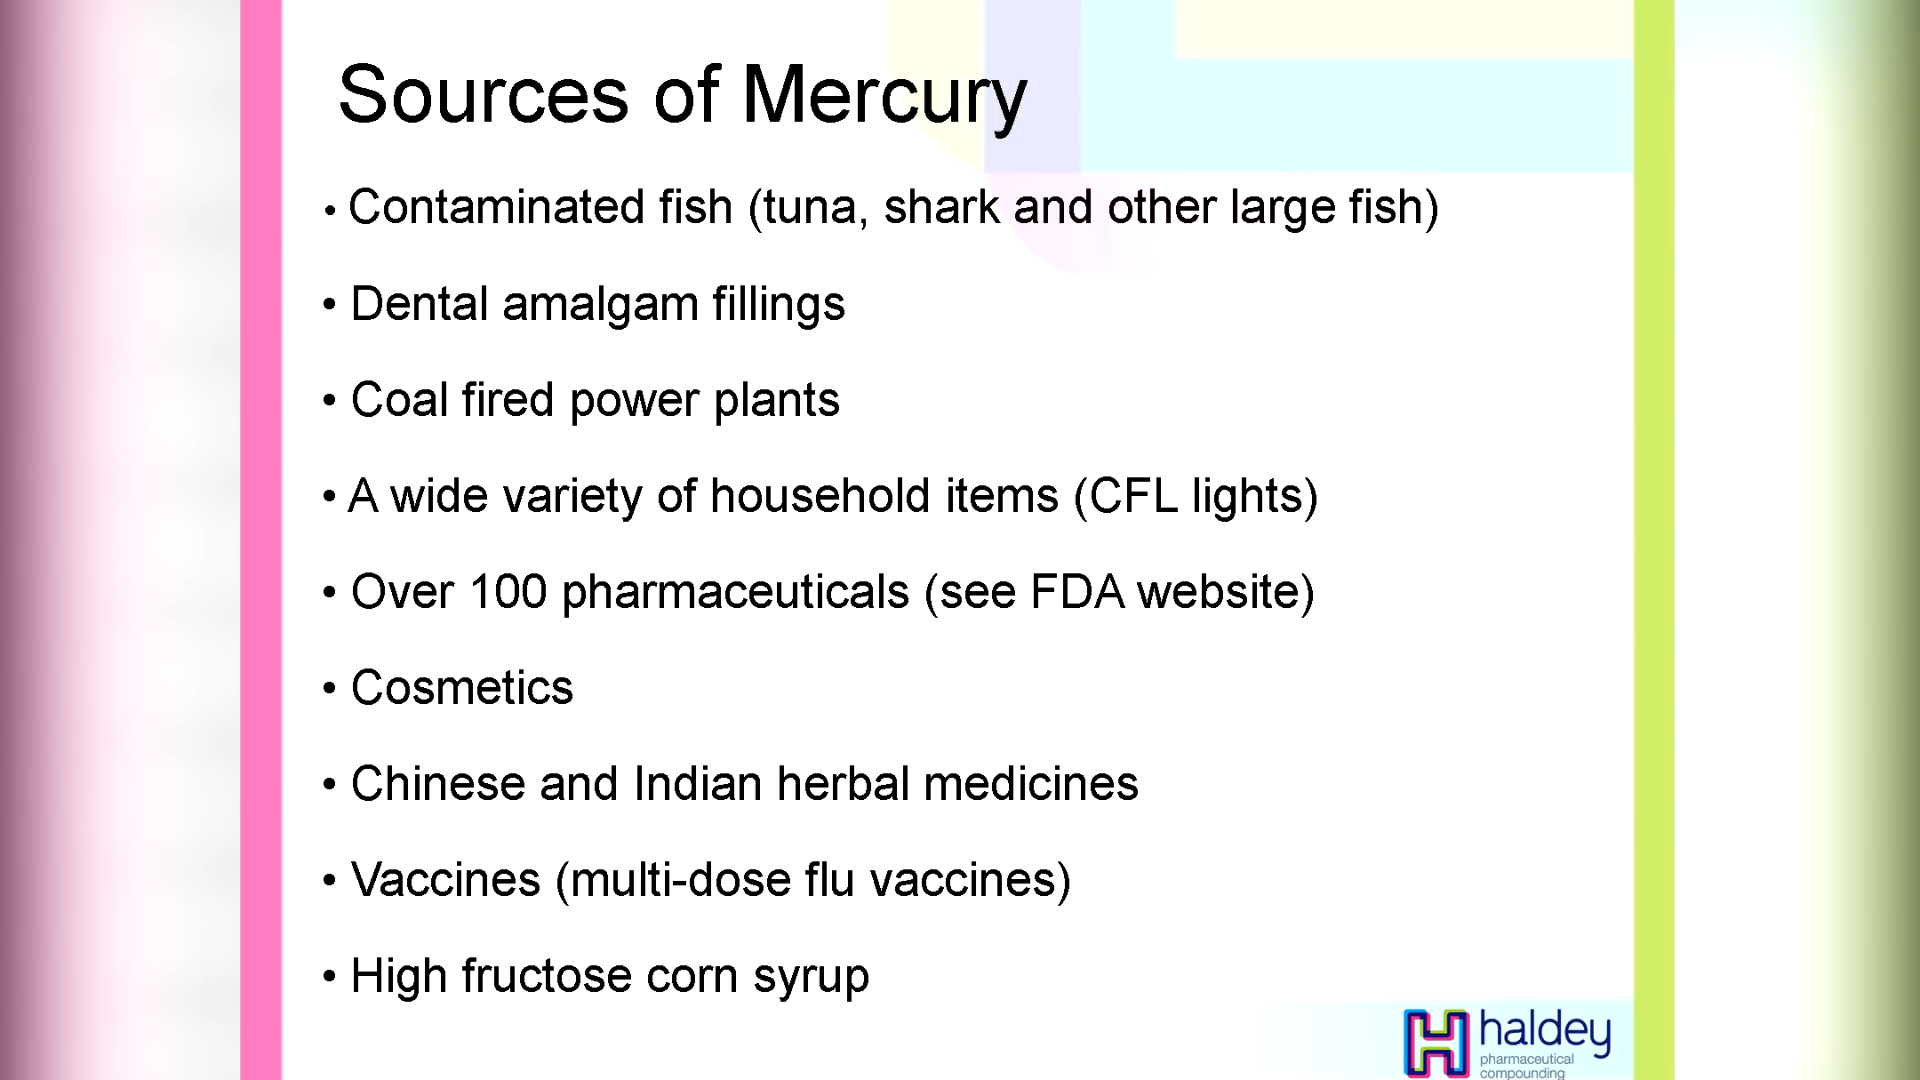 Sources of Mercury
• Contaminated fish (tuna, shark and other large fish)
• Dental amalgam fillings
• Coal fired power plants
• A wide variety of household items (CFL lights)
• Over 100 pharmaceuticals (see FDA website)
• Cosmetics
• Chinese and Indian herbal medicines
• Vaccines (multi-dose flu vaccines)
• High fructose corn syrup
haldey
pharmaceutical
compounding